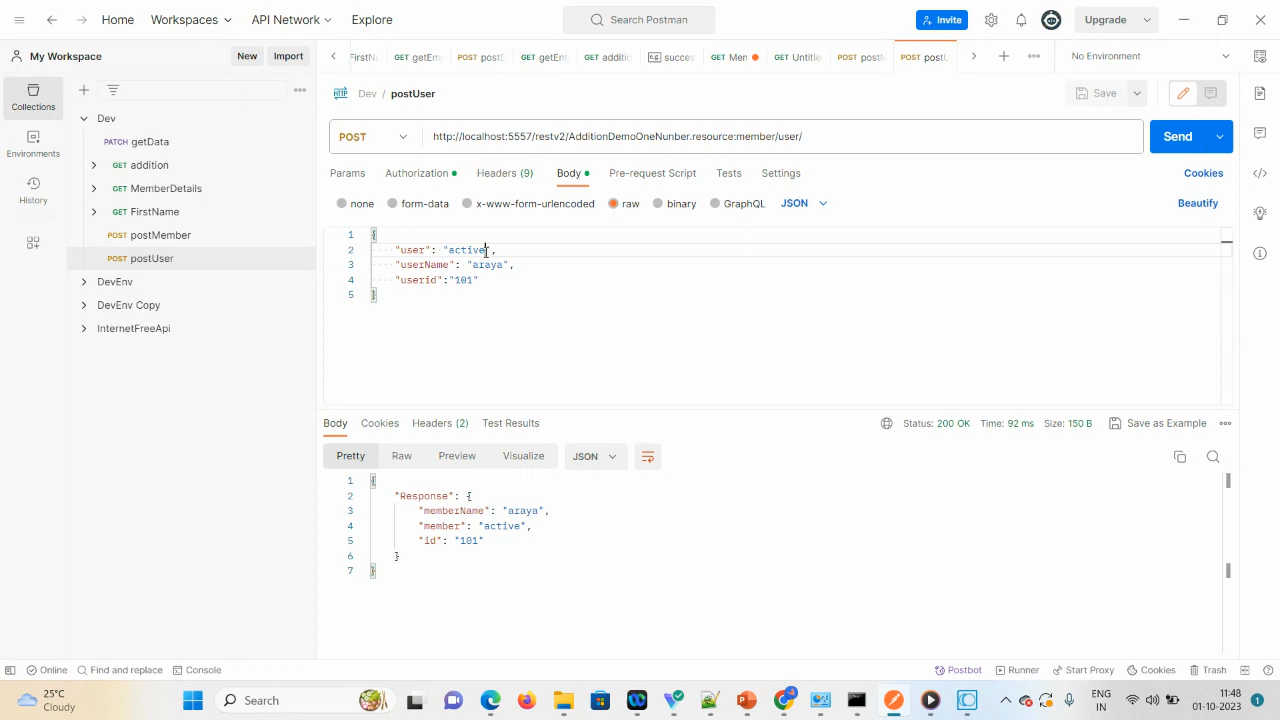 Home Workspaces API Network Explore Search Postman Invite Upgrade
My Workspace New Import FirstNa GET getEm POST postD GET getEnt GET additic succes GET Men GET Untitle POST postM POST postU No Environment
Collections
Environments
History
Dev
PATCH getData
GET addition
GET MemberDetails
GET FirstName
POST postMember
POST postUser
DevEnv
DevEnv Copy
InternetFreeApi
HTTP Dev / postUser Save
POST http://localhost:5557/restv2/AdditionDemoOneNunber.resource:member/user/ Send
Params Authorization Headers (9) Body Pre-request Script Tests Settings Cookies
none form-data x-www-form-urlencoded raw binary GraphQL JSON Beautify
1 {
2 "user": "active",
3 "userName": "araya",
4 "userid":"101"
5 }
Body Cookies Headers (2) Test Results Status: 200 OK Time: 92 ms Size: 150 B Save as Example
Pretty Raw Preview Visualize JSON
1 {
2 "Response": {
3 "memberName": "araya",
4 "member": "active",
5 "id": "101"
6 }
7 }
Online Find and replace Console Postbot Runner Start Proxy Cookies Trash
25°C
Cloudy
Search
ENG
IN
11:48
01-10-2023
1